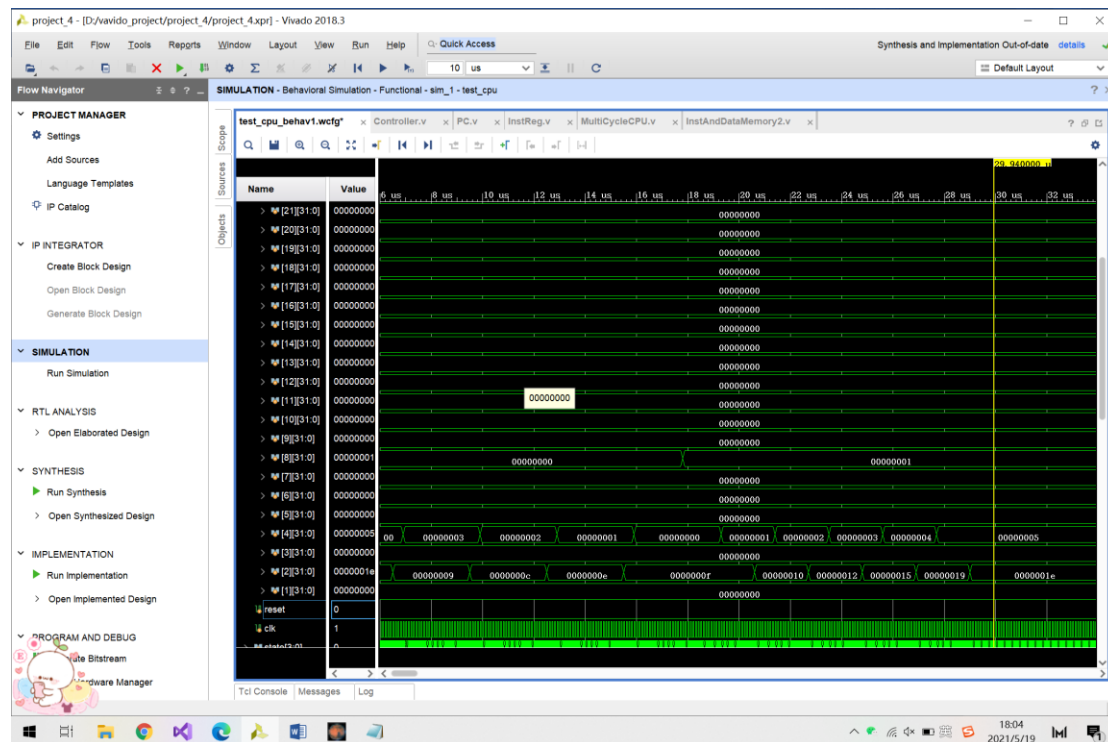 project_4 - [D:/vavido_project/project_4/project_4.xpr] - Vivado 2018.3
File Edit Flow Tools Reports Window Layout View Run Help Quick Access Synthesis and Implementation Out-of-date details
10 us Default Layout
Flow Navigator SIMULATION - Behavioral Simulation - Functional - sim_1 - test_cpu
PROJECT MANAGER
Settings
Add Sources
Language Templates
IP Catalog
IP INTEGRATOR
Create Block Design
Open Block Design
Generate Block Design
SIMULATION
Run Simulation
RTL ANALYSIS
Open Elaborated Design
SYNTHESIS
Run Synthesis
Open Synthesized Design
IMPLEMENTATION
Run Implementation
Open Implemented Design
PROGRAM AND DEBUG
Bitstream
Manager
Scope
Sources
Objects
test_cpu_behav1.wcfg* x Controller.v x PC.v x InstReg.v x MultiCycleCPU.v x InstAndDataMemory2.v x
29.940000 u
Name Value 6 us 8 us 10 us 12 us 14 us 16 us 18 us 20 us 22 us 24 us 26 us 28 us 30 us 32 us
[21][31:0] 00000000 00000000
[20][31:0] 00000000 00000000
[19][31:0] 00000000 00000000
[18][31:0] 00000000 00000000
[17][31:0] 00000000 00000000
[16][31:0] 00000000 00000000
[15][31:0] 00000000 00000000
[14][31:0] 00000000 00000000
[13][31:0] 00000000 00000000
[12][31:0] 00000000 00000000
[11][31:0] 00000000 00000000 00000000
[10][31:0] 00000000 00000000
[9][31:0] 00000000 00000000
[8][31:0] 00000001 00000000 00000001
[7][31:0] 00000000 00000000
[6][31:0] 00000000 00000000
[5][31:0] 00000000 00000000
[4][31:0] 00000005 00 00000003 00000002 00000001 00000000 00000001 00000002 00000003 00000004 00000005
[3][31:0] 00000000 00000000
[2][31:0] 0000001e 00000009 0000000c 0000000e 0000000f 00000010 00000012 00000015 00000019 0000001e
[1][31:0] 00000000 00000000
reset 0
clk 1
state[3:0] 0
Tcl Console Messages Log
18:04
2021/5/19